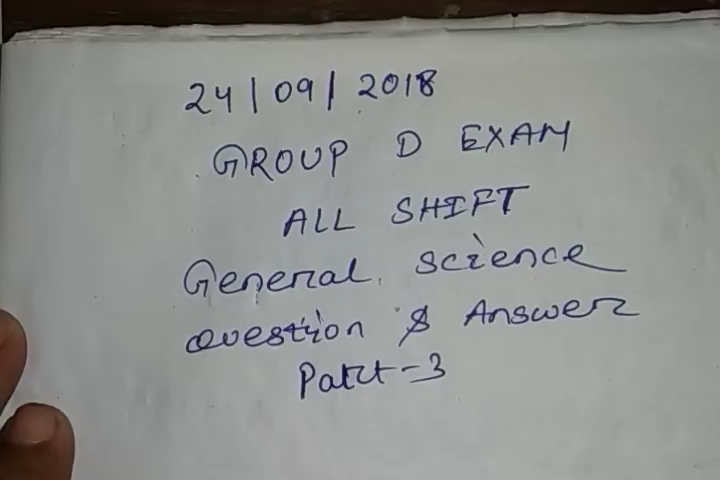 24/09/2018
GROUP D EXAM
ALL SHIFT
General science
question & Answer
Part-3